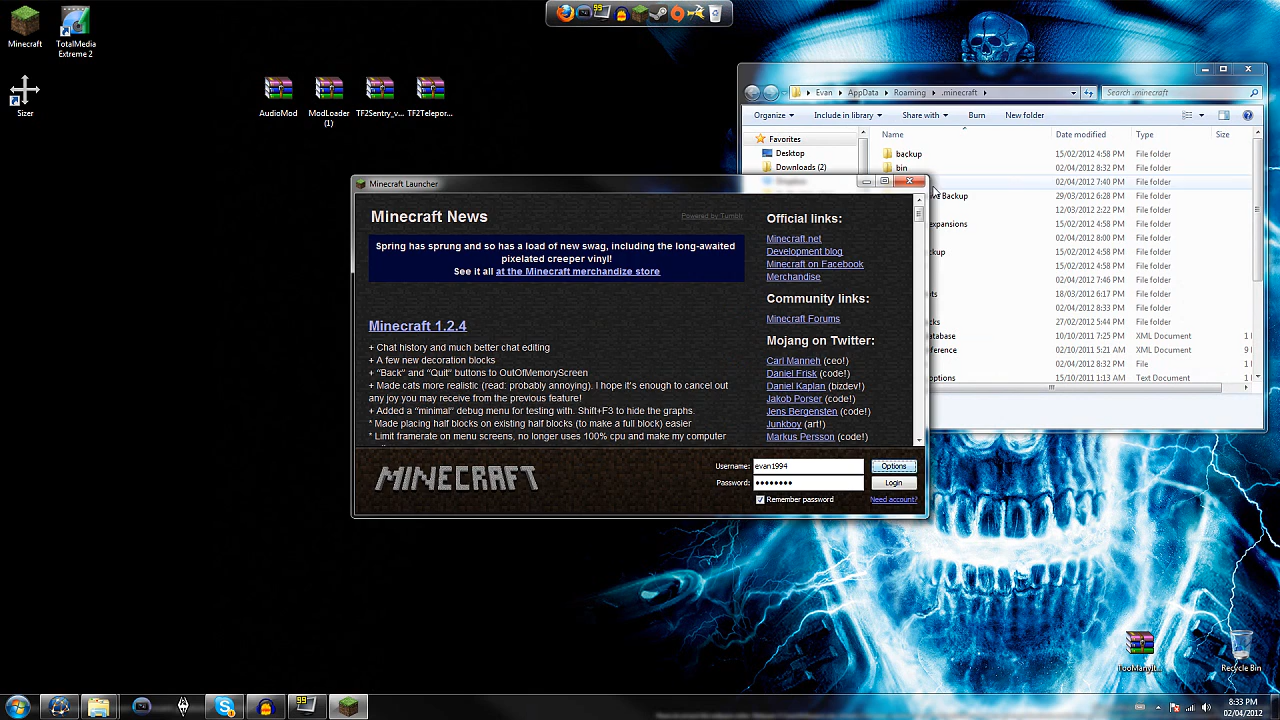 Minecraft
TotalMedia
Extreme 2
Sizer
AudioMod
ModLoader
(1)
TF2Sentry_v...
TF2Telepor...
99
Evan
AppData
Roaming
.minecraft
Search .minecraft
Organize
Include in library
Share with
Burn
New folder
Favorites
Desktop
Downloads (2)
Name
Date modified
Type
Size
backup 15/02/2012 4:58 PM File folder
bin 02/04/2012 8:32 PM File folder
02/04/2012 7:40 PM File folder
Backup 29/03/2012 6:28 PM File folder
expansions 12/03/2012 2:22 PM File folder
02/04/2012 8:00 PM File folder
15/02/2012 4:58 PM File folder
15/02/2012 4:58 PM File folder
02/04/2012 7:46 PM File folder
18/03/2012 6:17 PM File folder
02/04/2012 8:33 PM File folder
27/02/2012 5:44 PM File folder
10/10/2011 7:25 PM XML Document 1
02/10/2011 5:21 AM XML Document 9
02/04/2012 8:32 PM File 1
options 15/10/2011 1:13 AM Text Document 1
Minecraft Launcher
Minecraft News
Powered by Tumblr
Spring has sprung and so has a load of new swag, including the long-awaited
pixelated creeper vinyl!
See it all at the Minecraft merchandize store
Minecraft 1.2.4
+ Chat history and much better chat editing
+ A few new decoration blocks
+ "Back" and "Quit" buttons to OutOfMemoryScreen
+ Made cats more realistic (read: probably annoying). I hope it's enough to cancel out
any joy you may receive from the previous feature!
+ Added a "minimal" debug menu for testing with. Shift+F3 to hide the graphs
* Made placing half blocks on existing half blocks (to make a full block) easier
* Limit framerate on menu screens, no longer uses 100% cpu and make my computer
Official links:
Minecraft.net
Development blog
Minecraft on Facebook
Merchandise
Community links:
Minecraft Forums
Mojang on Twitter:
Carl Manneh (ceo!)
Daniel Frisk (code!)
Daniel Kaplan (bizdev!)
Jakob Porser (code!)
Jens Bergensten (code!)
Junkboy (art!)
Markus Persson (code!)
MINECRAFT
Username: evan1994
Options
Password:
Login
Remember password
Need account?
TooManyIt...
Recycle Bin
99
8:33 PM
02/04/2012